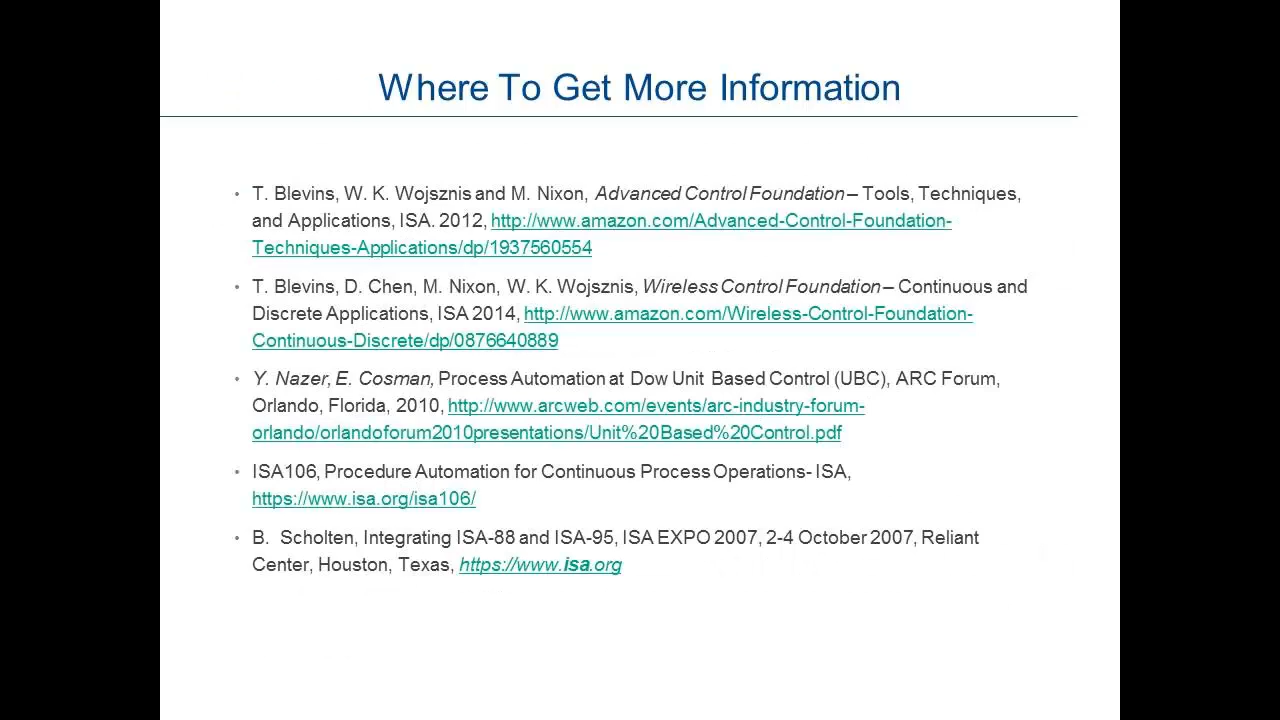 Where To Get More Information
• T. Blevins, W. K. Wojsznis and M. Nixon, Advanced Control Foundation – Tools, Techniques,
and Applications, ISA. 2012, http://www.amazon.com/Advanced-Control-Foundation-
Techniques-Applications/dp/1937560554
• T. Blevins, D. Chen, M. Nixon, W. K. Wojsznis, Wireless Control Foundation – Continuous and
Discrete Applications, ISA 2014, http://www.amazon.com/Wireless-Control-Foundation-
Continuous-Discrete/dp/0876640889
• Y. Nazer, E. Cosman, Process Automation at Dow Unit Based Control (UBC), ARC Forum,
Orlando, Florida, 2010, http://www.arcweb.com/events/arc-industry-forum-
orlando/orlandoforum2010presentations/Unit%20Based%20Control.pdf
• ISA106, Procedure Automation for Continuous Process Operations- ISA,
https://www.isa.org/isa106/
• B. Scholten, Integrating ISA-88 and ISA-95, ISA EXPO 2007, 2-4 October 2007, Reliant
Center, Houston, Texas, https://www.isa.org